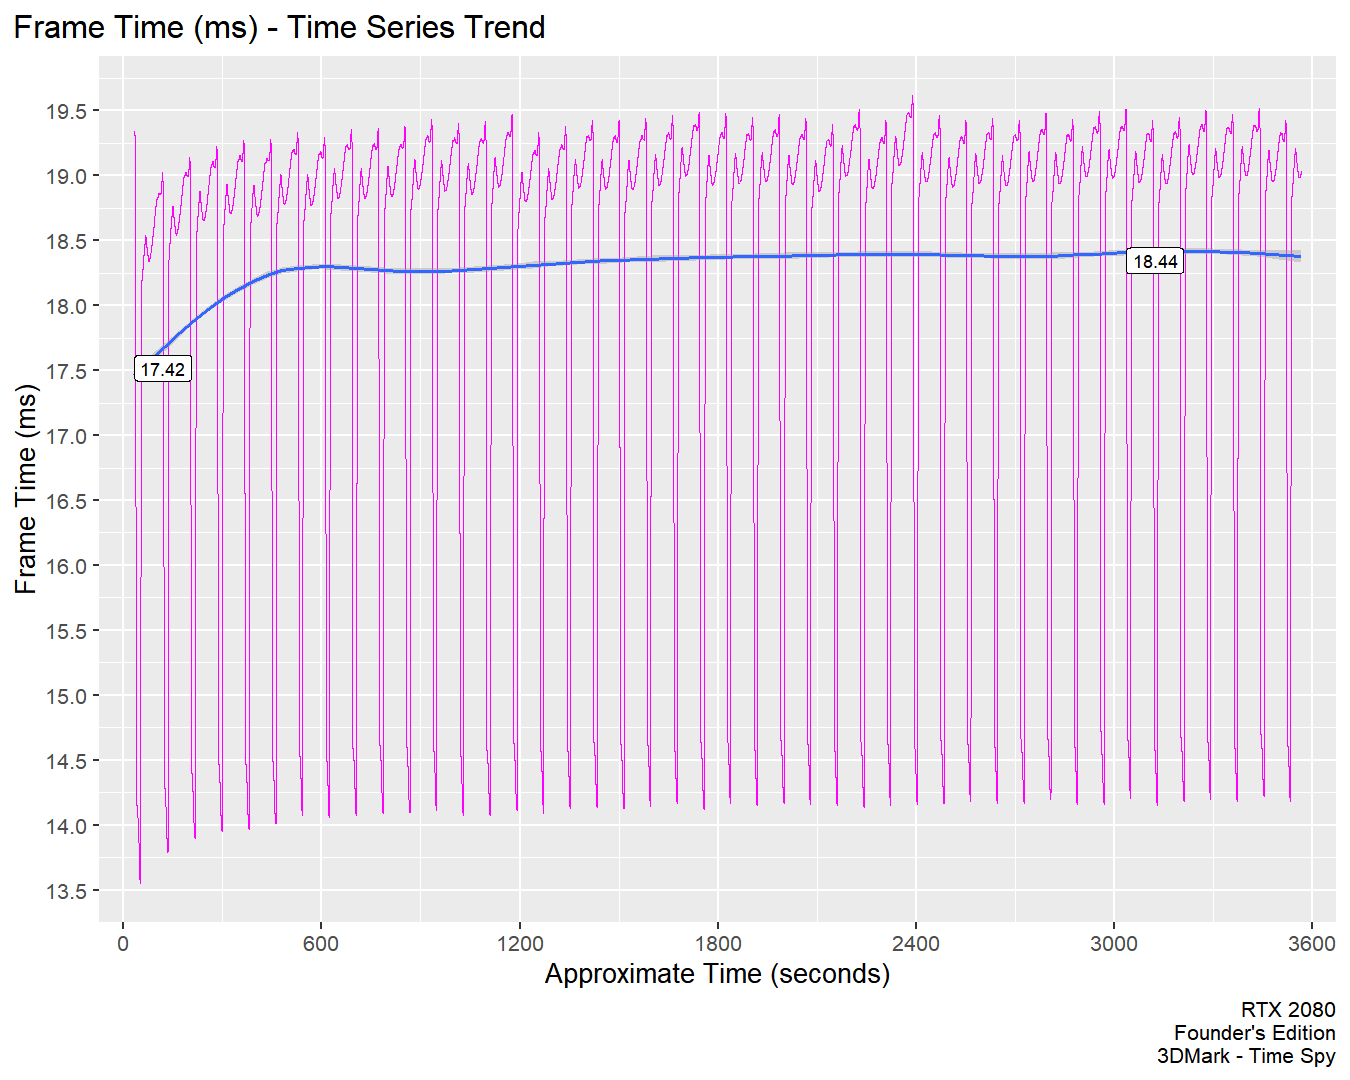 Frame Time (ms) - Time Series Trend
Frame Time (ms)
19.5
19.0
18.5
18.0
17.5
17.0
16.5
16.0
15.5
15.0
14.5
14.0
13.5
17.42
18.44
0 600 1200 1800 2400 3000 3600
Approximate Time (seconds)
RTX 2080
Founder's Edition
3DMark - Time Spy